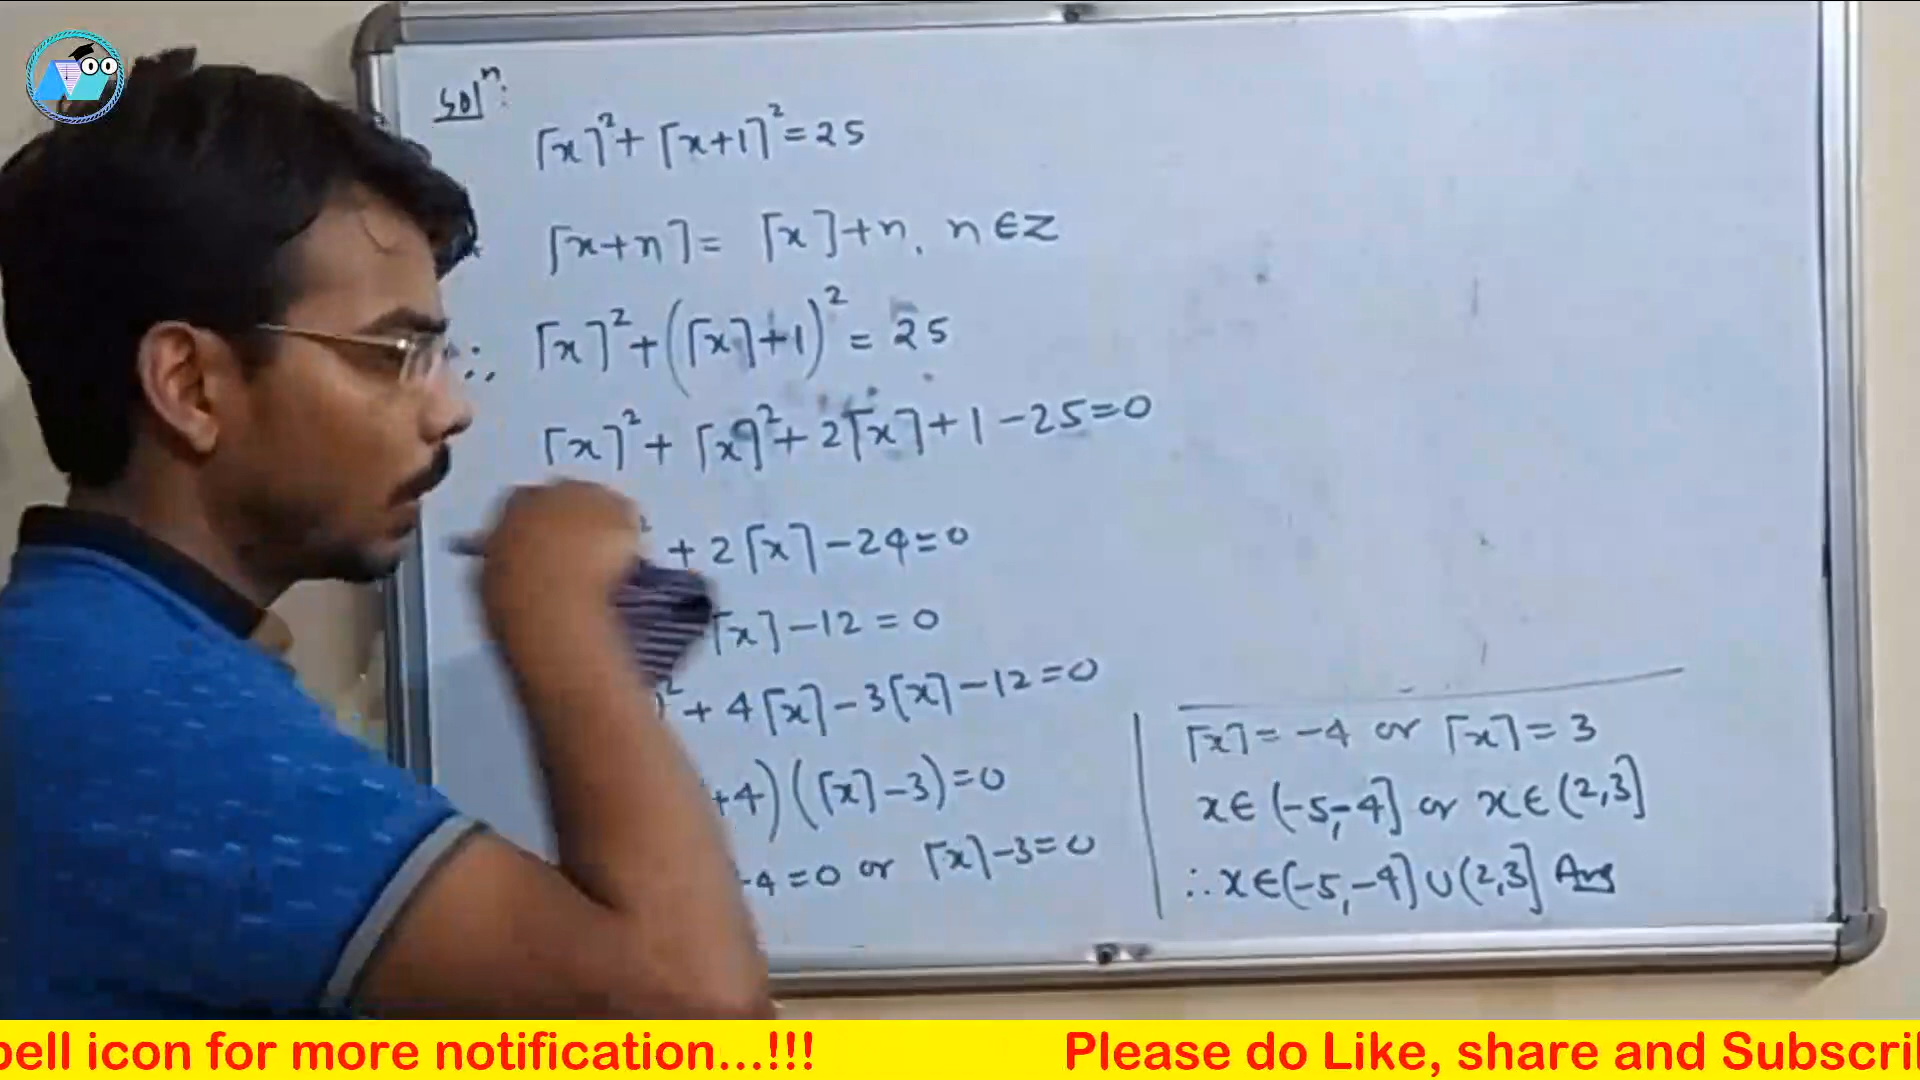 Solⁿ:
⌈x⌉² + ⌈x+1⌉² = 25
⌈x+n⌉ = ⌈x⌉+n, n∈Z
∴ ⌈x⌉² + (⌈x⌉+1)² = 25
⌈x⌉² + ⌈x⌉² + 2⌈x⌉ + 1 - 25 = 0
² + 2⌈x⌉ - 24 = 0
⌈x⌉ - 12 = 0
⌉² + 4⌈x⌉ - 3⌈x⌉ - 12 = 0
+4)(⌈x⌉ - 3) = 0
4 = 0 or ⌈x⌉ - 3 = 0
⌈x⌉ = -4 or ⌈x⌉ = 3
x∈(-5,-4] or x∈(2,3]
∴ x∈(-5,-4] ∪ (2,3] Ans
bell icon for more notification...!!! Please do Like, share and Subscri